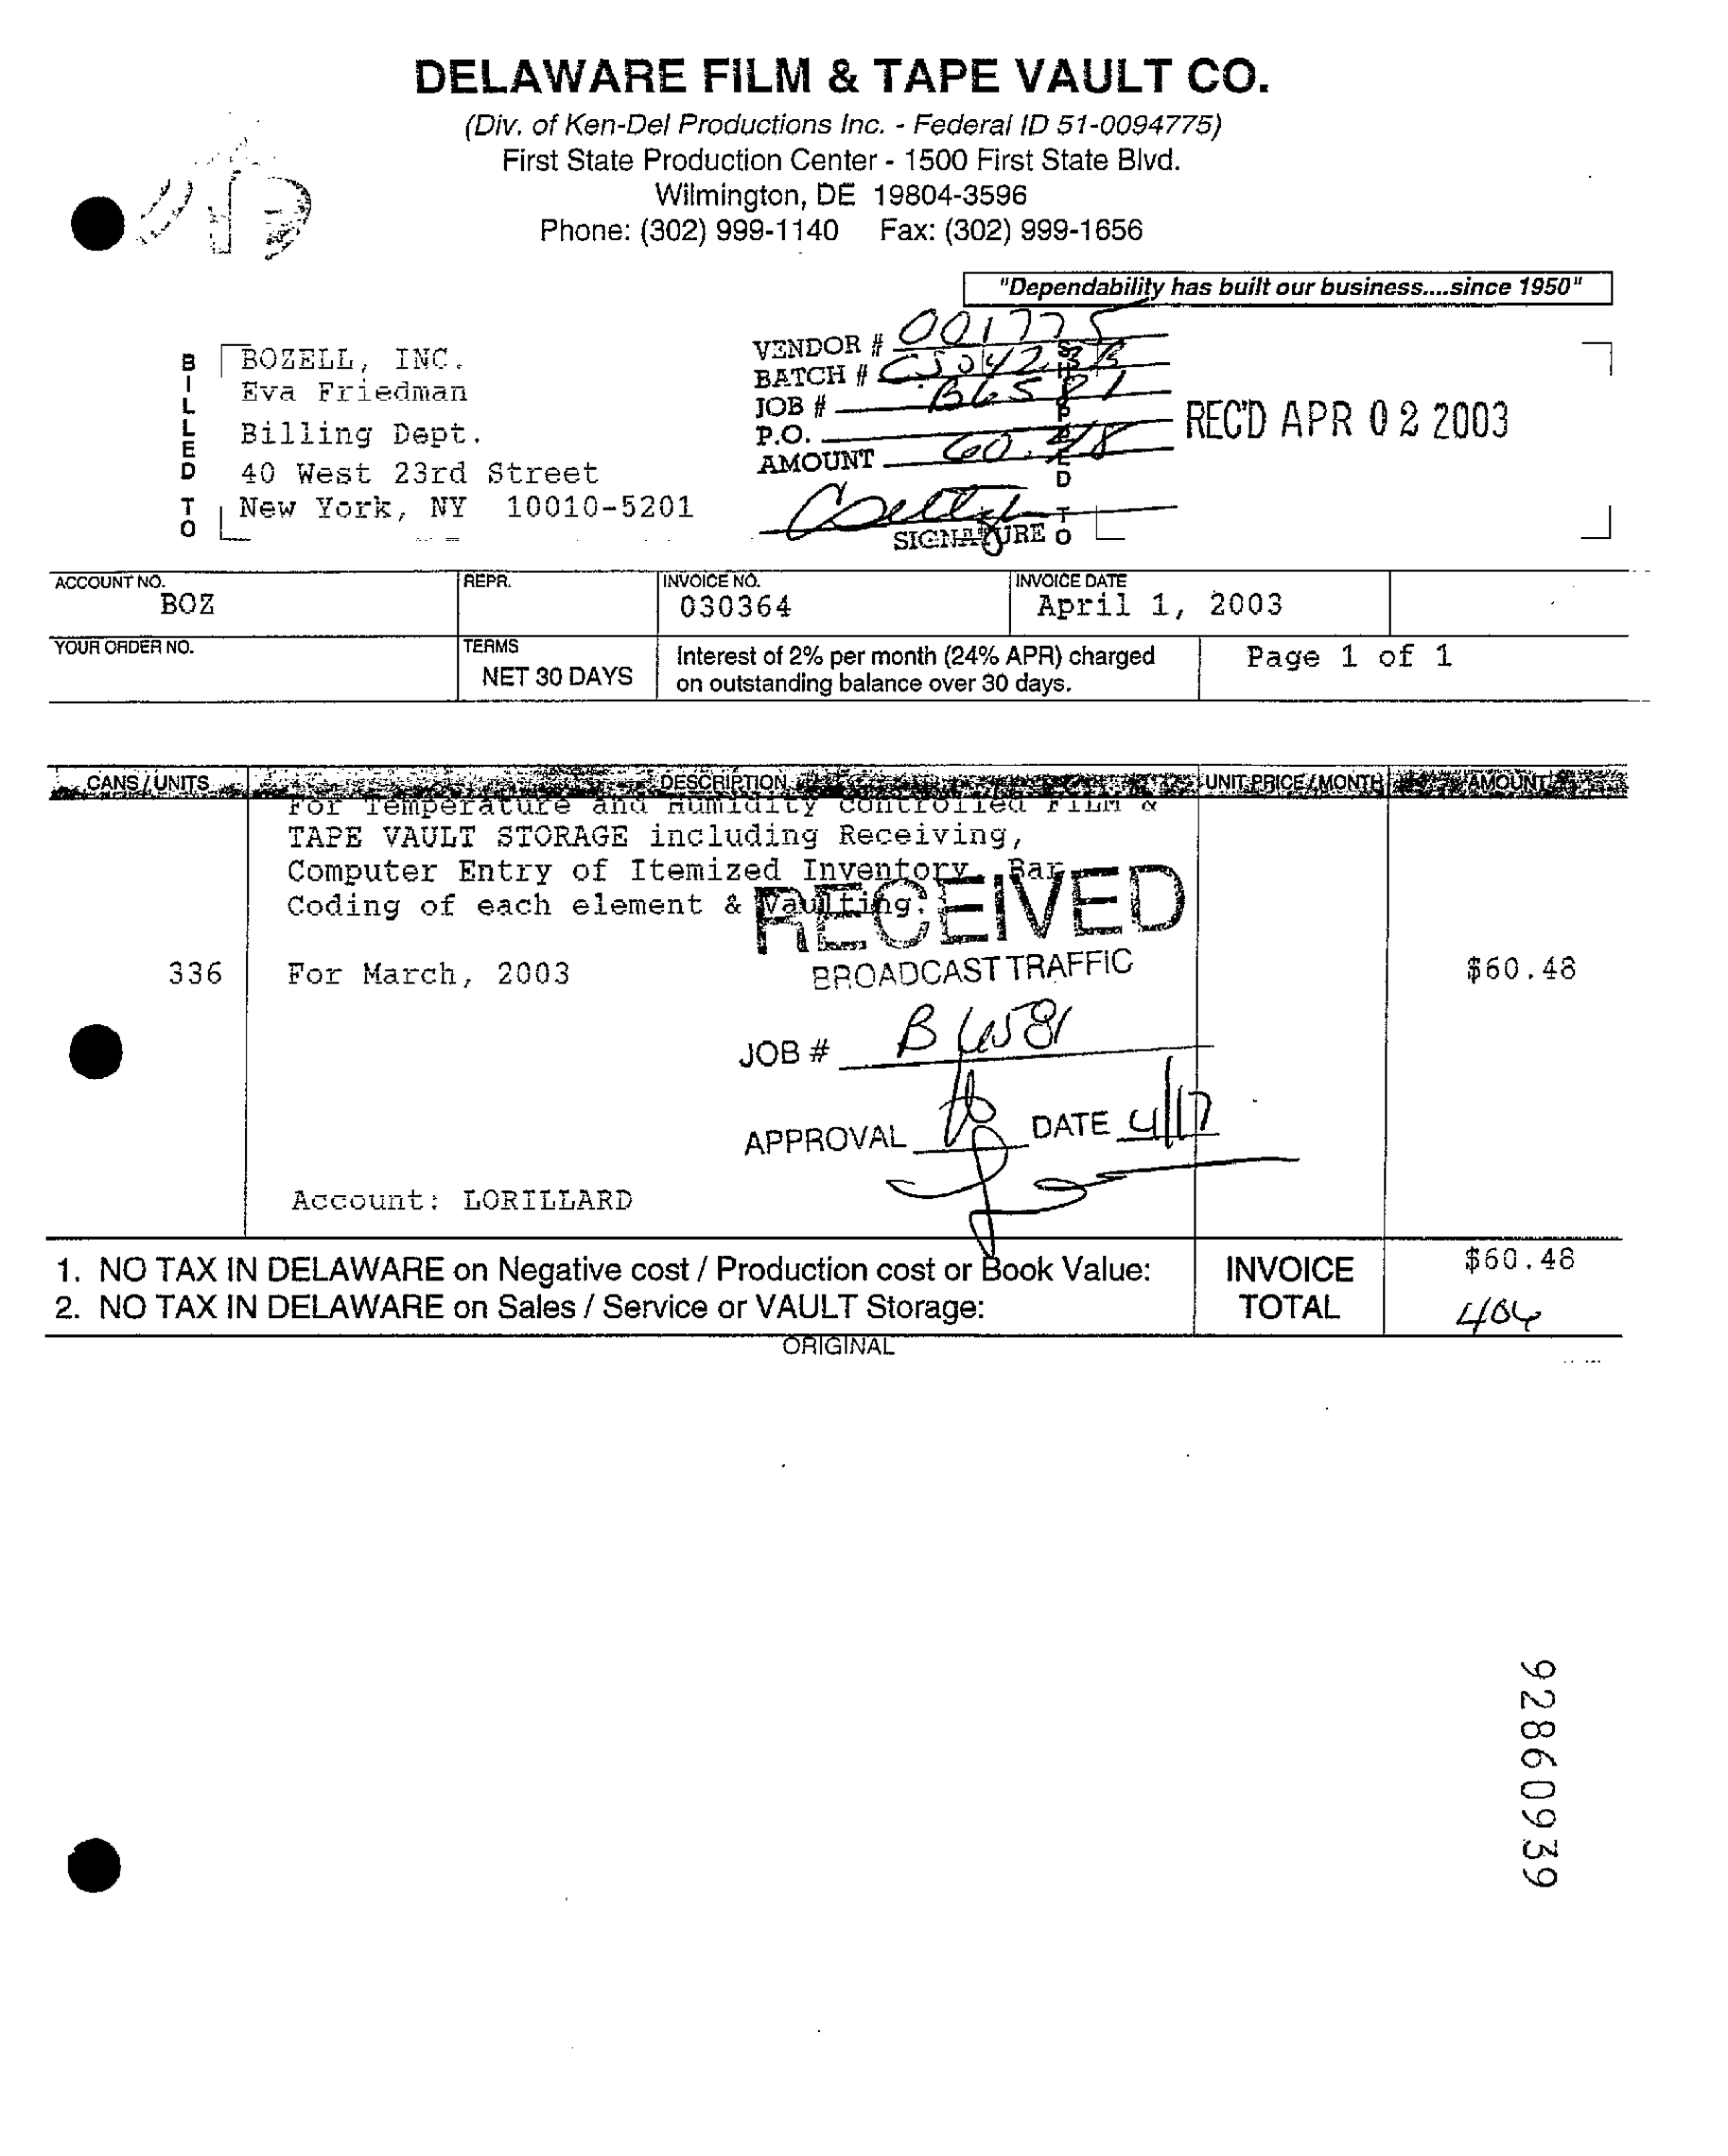 DELAWARE FILM & TAPE VAULT CO.
(Div. of Ken-Del Productions Inc. - Federal ID 51-0094775)
First State Production Center - 1500 First State Blvd.
Wilmington, DE 19804-3596
Phone: (302) 999-1140 Fax: (302) 999-1656
"Dependability has built our business....since 1950"
BILLED TO
BOZELL, INC.
Eva Friedman
Billing Dept.
40 West 23rd Street
New York, NY 10010-5201
VENDOR # 001775
BATCH #
JOB # B6581
P.O.
AMOUNT 60.48
SIGNATURE
SHIPPED TO
REC'D APR 02 2003
ACCOUNT NO. BOZ
REPR.
INVOICE NO. 030364
INVOICE DATE April 1, 2003
YOUR ORDER NO.
TERMS NET 30 DAYS
Interest of 2% per month (24% APR) charged
on outstanding balance over 30 days.
Page 1 of 1
CANS / UNITS DESCRIPTION UNIT PRICE / MONTH AMOUNT
For Temperature and Humidity Controlled FILM &
TAPE VAULT STORAGE including Receiving,
Computer Entry of Itemized Inventory, Bar
Coding of each element & Vaulting.
RECEIVED
BROADCAST TRAFFIC
336 For March, 2003 $60.48
JOB # B6581
APPROVAL DATE 4/17
Account: LORILLARD
1. NO TAX IN DELAWARE on Negative cost / Production cost or Book Value:
2. NO TAX IN DELAWARE on Sales / Service or VAULT Storage:
INVOICE TOTAL $60.48
406
ORIGINAL
92860939